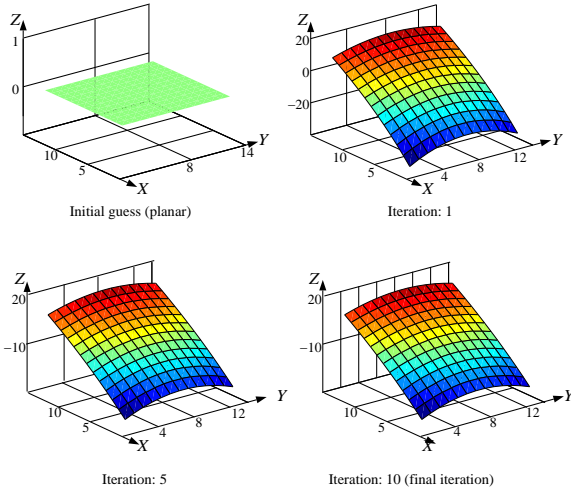 Z
1
0
10
5
X
8
14
Y
Initial guess (planar)
Z
20
0
−20
10
5
X
4
8
12
Y
Iteration: 1
Z
20
−10
10
5
X
4
8
12
Y
Iteration: 5
Z
20
−10
10
5
X
4
8
12
Y
Iteration: 10 (final iteration)